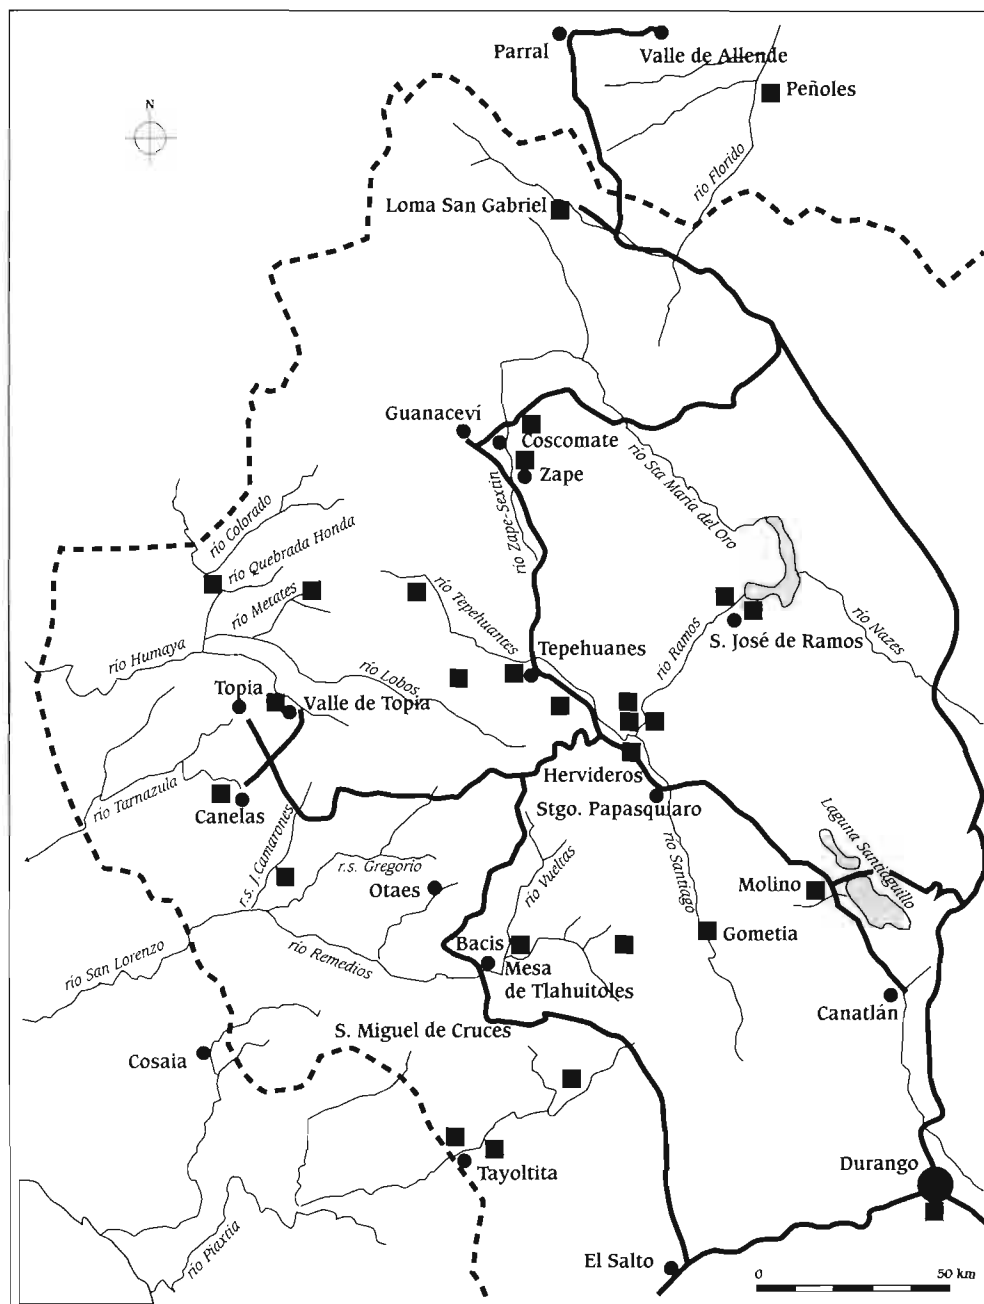 Parral
Valle de Allende
Peñoles
N
río Florido
Loma San Gabriel
Guanaceví
Coscomate
Zape
río Sta María del Oro
río Zape-Sextín
río Colorado
río Quebrada Honda
río Metates
río Tepehuantes
río Humaya
río Lobos
Tepehuanes
río Ramos
S. José de Ramos
río Nazes
Topia
Valle de Topia
Hervideros
Stgo. Papasquiaro
río Tarnazula
Canelas
r.s. J. Camarones
r.s. Gregorio
Otaes
río Vueltas
río Santiago
Laguna Santiaguillo
Molino
Gometia
río San Lorenzo
río Remedios
Bacis
Mesa
de Tlahuitoles
Canatlán
S. Miguel de Cruces
Cosaia
Tayoltita
Durango
río Piaxtia
El Salto
0
50 km